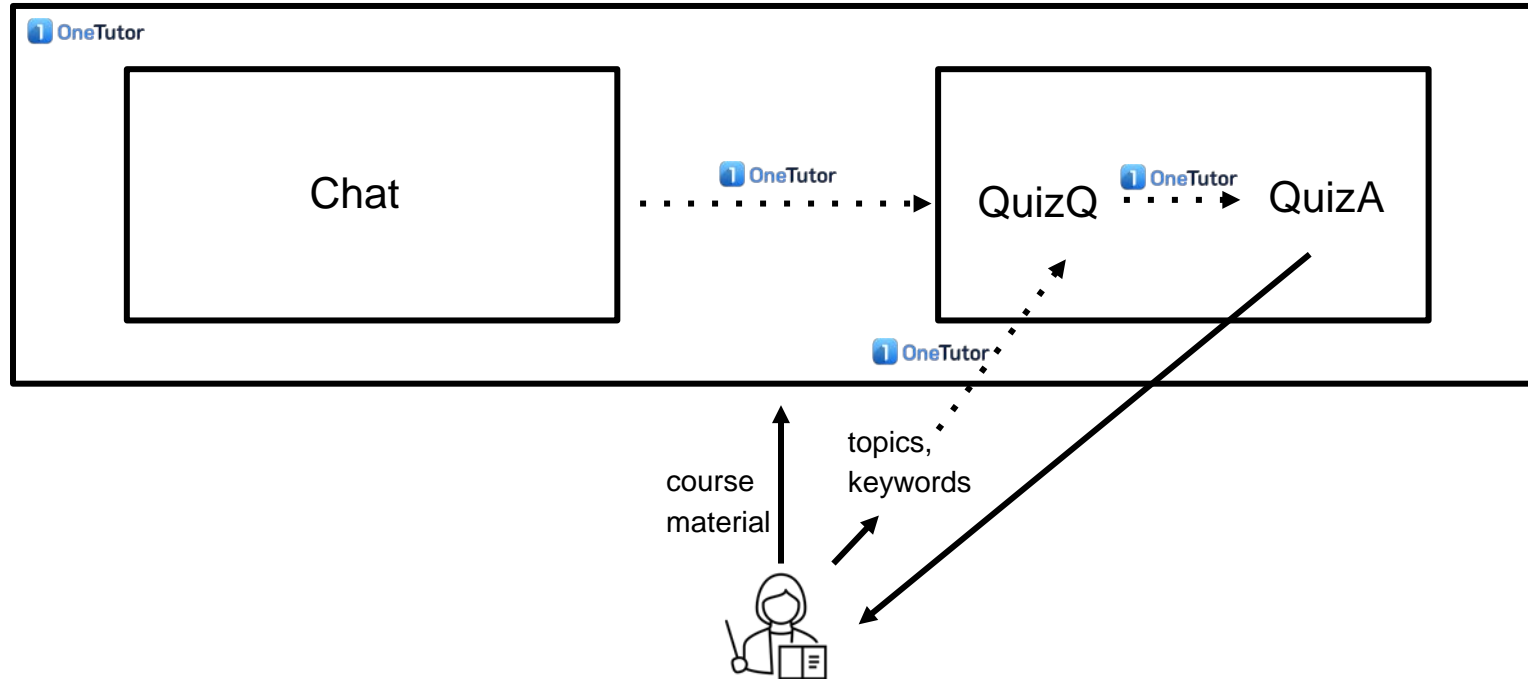 OneTutor
Chat
OneTutor
QuizQ
OneTutor
QuizA
OneTutor
topics,
keywords
course
material